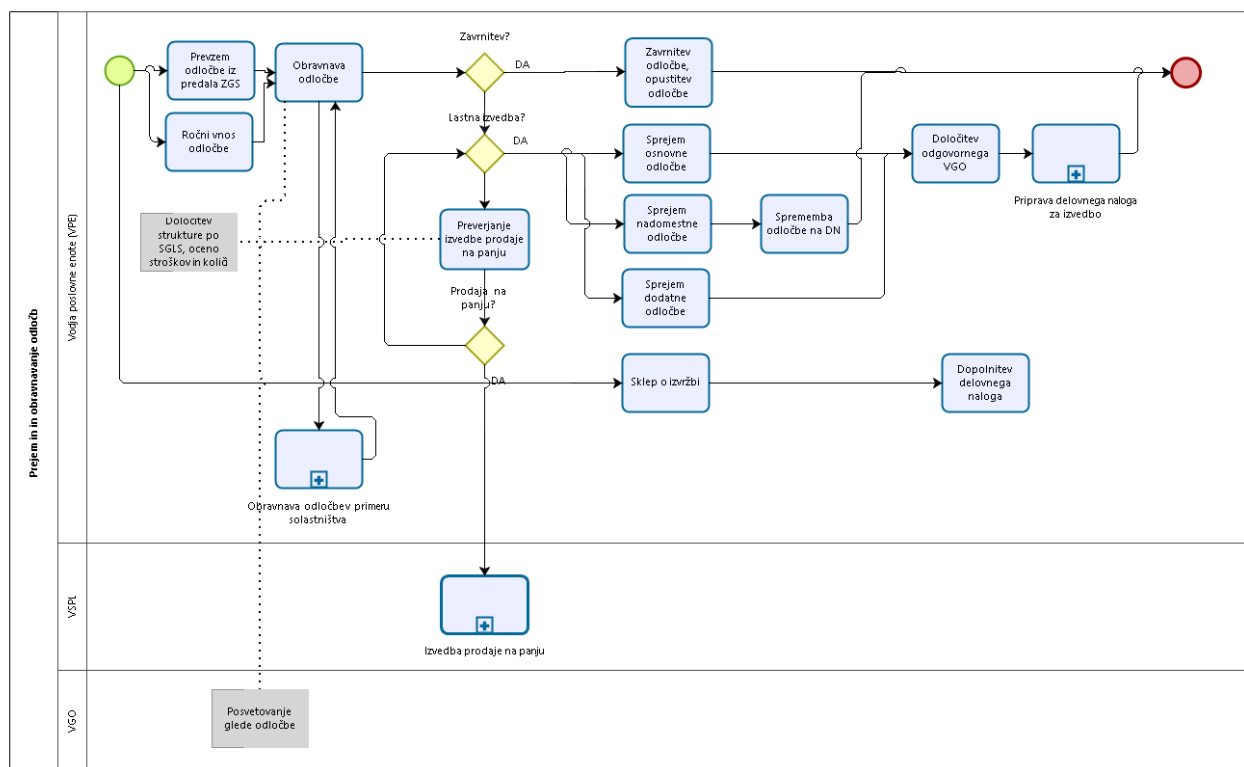 Prejem in in obravnavanje odločb
Vodja poslovne enote (VPE)
VSPL
VGO
Prevzem
odločbe iz
predala ZGS
Ročni vnos
odločbe
Obravnava
odločbe
Zavrnitev?
DA
Zavrnitev
odločbe,
opustitev
odločbe
Lastna izvedba?
DA
Sprejem
osnovne
odločbe
Sprejem
nadomestne
odločbe
Sprememba
odločbe na DN
Sprejem
dodatne
odločbe
Določitev
odgovornega
VGO
Priprava delovnega naloga
za izvedbo
Določitev
strukture po
SGLS, oceno
stroškov in količ
Preverjanje
izvedbe prodaje
na panju
Prodaja na
panju?
DA
Sklep o izvržbi
Dopolnitev
delovnega
naloga
Obravnava odločbe v primeru
solastništva
Izvedba prodaje na panju
Posvetovanje
glede odločbe